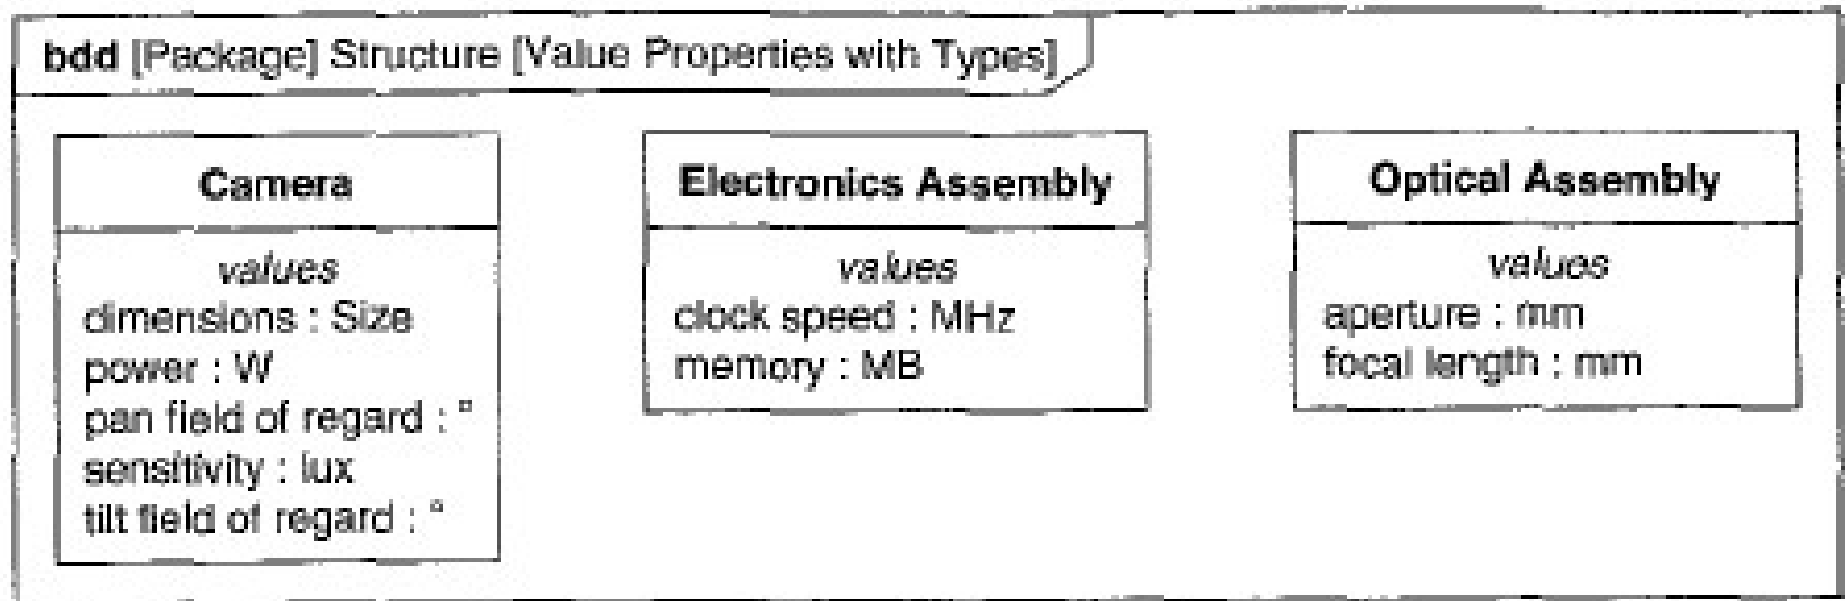 bdd [Package] Structure [Value Properties with Types]
Camera
values
dimensions : Size
power : W
pan field of regard : °
sensitivity : lux
tilt field of regard : °
Electronics Assembly
values
clock speed : MHz
memory : MB
Optical Assembly
values
aperture : mm
focal length : mm